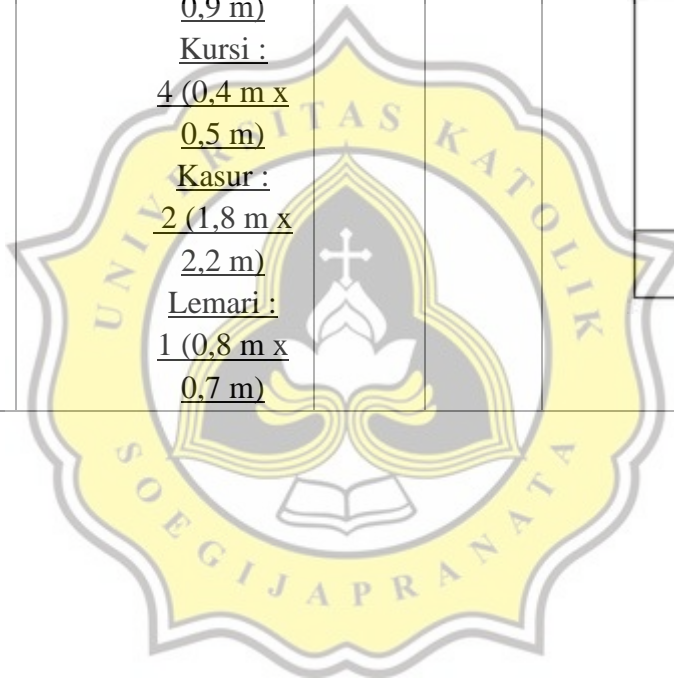 0,9 m)
Kursi :
4 (0,4 m x
0,5 m)
Kasur :
2 (1,8 m x
2,2 m)
Lemari :
1 (0,8 m x
0,7 m)
UNIVERSITAS KATOLIK
SOEGIJAPRANATA